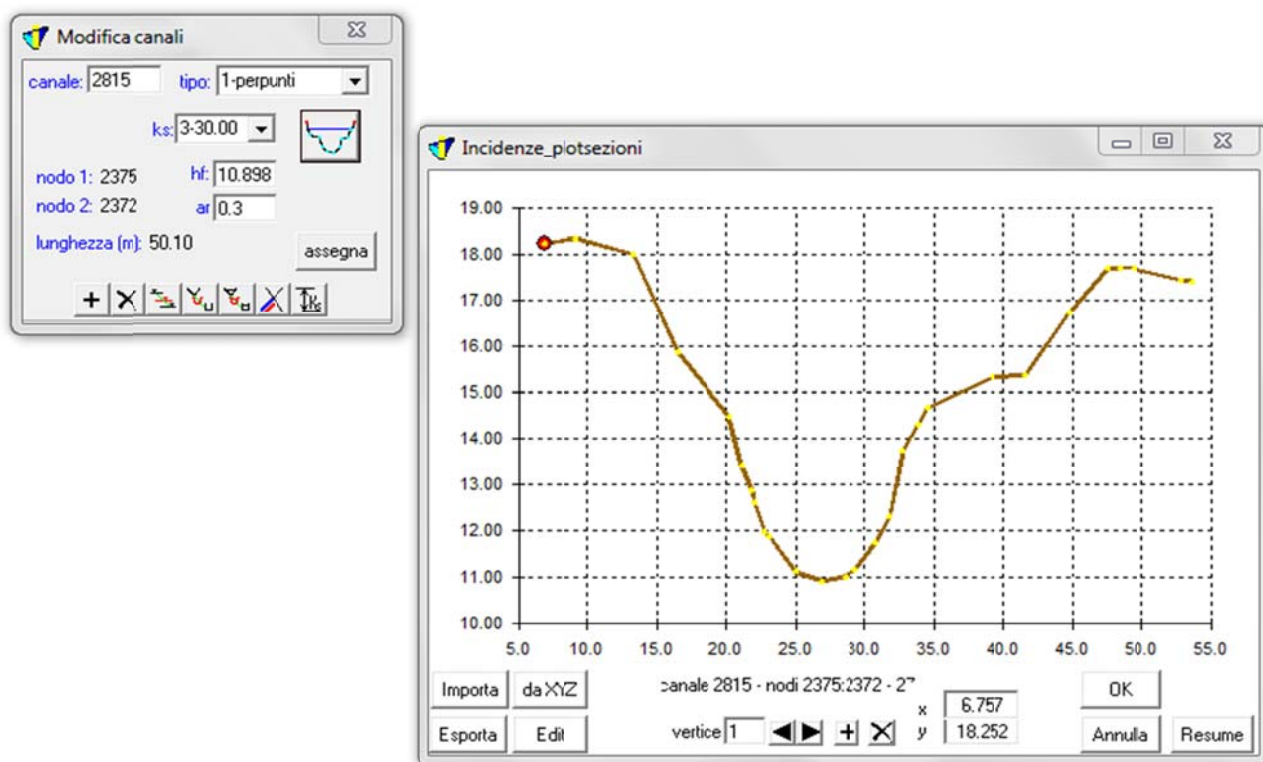 Modifica canali
canale: 2815 tipo: 1-perpunti
ks: 3-30.00
nodo 1: 2375 hf: 10.898
nodo 2: 2372 ar 0.3
lunghezza (m): 50.10 assegna
Incidenze_plotsezioni
19.00
18.00
17.00
16.00
15.00
14.00
13.00
12.00
11.00
10.00
5.0 10.0 15.0 20.0 25.0 30.0 35.0 40.0 45.0 50.0 55.0
Importa da XYZ canale 2815 - nodi 2375:2372 - 27 x 6.757 OK
Esporta Edit vertice 1 y 18.252 Annulla Resume